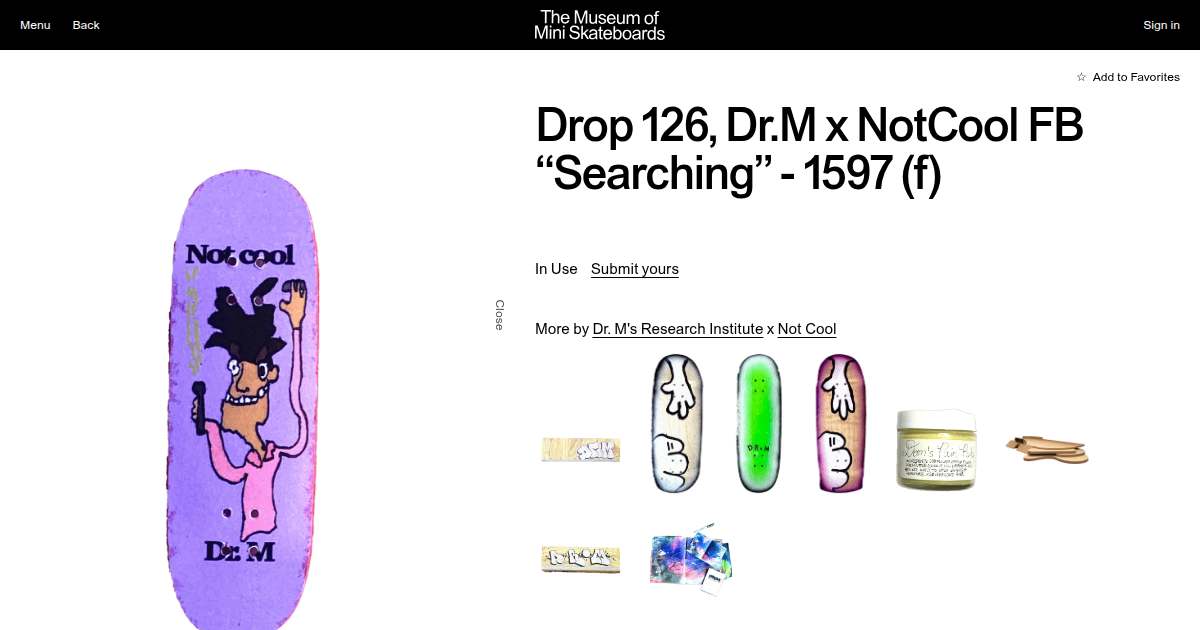 Menu
Back
The Museum of
Mini Skateboards
Sign in
☆ Add to Favorites
Drop 126, Dr.M x NotCool FB
“Searching” - 1597 (f)
In Use
Submit yours
Close
More by Dr. M's Research Institute x Not Cool
Not cool
Dr. M
DR.M